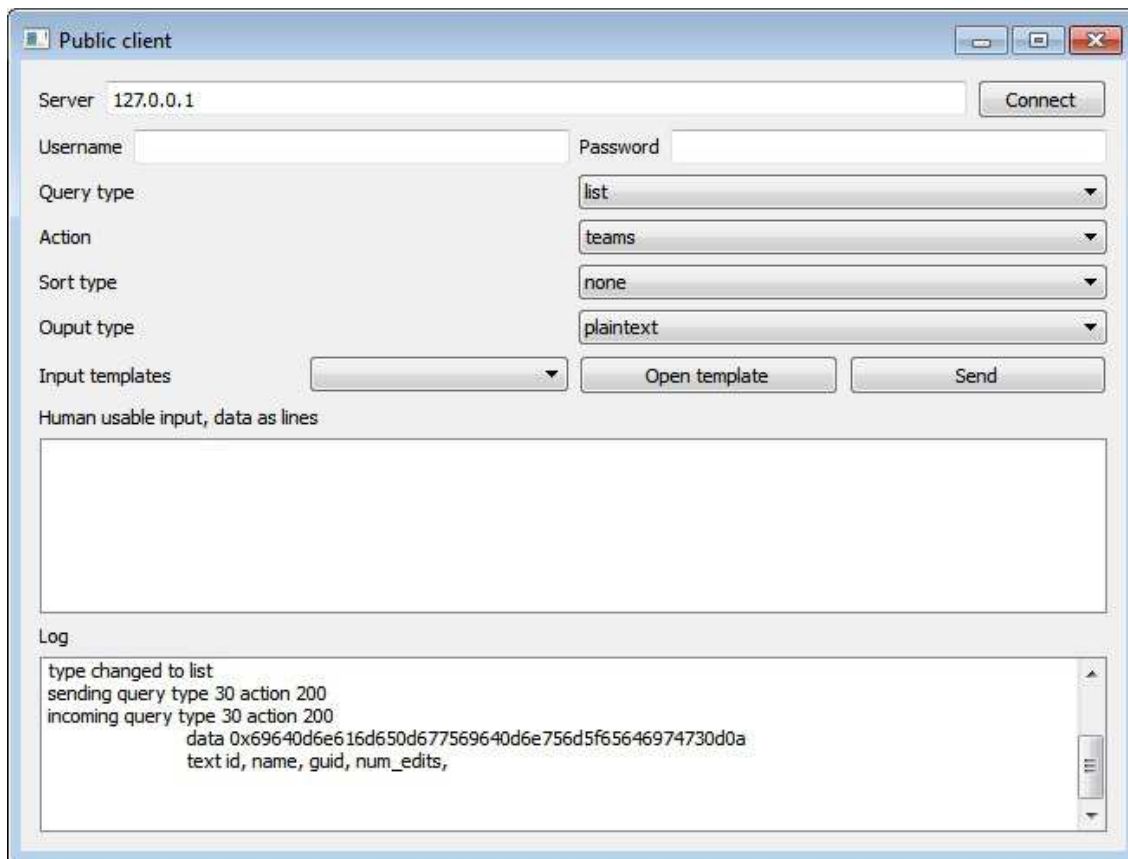 Public client
Server 127.0.0.1 Connect
Username Password
Query type list
Action teams
Sort type none
Ouput type plaintext
Input templates Open template Send
Human usable input, data as lines
Log
type changed to list
sending query type 30 action 200
incoming query type 30 action 200
data 0x69640d6e616d650d677569640d6e756d5f65646974730d0a
text id, name, guid, num_edits,